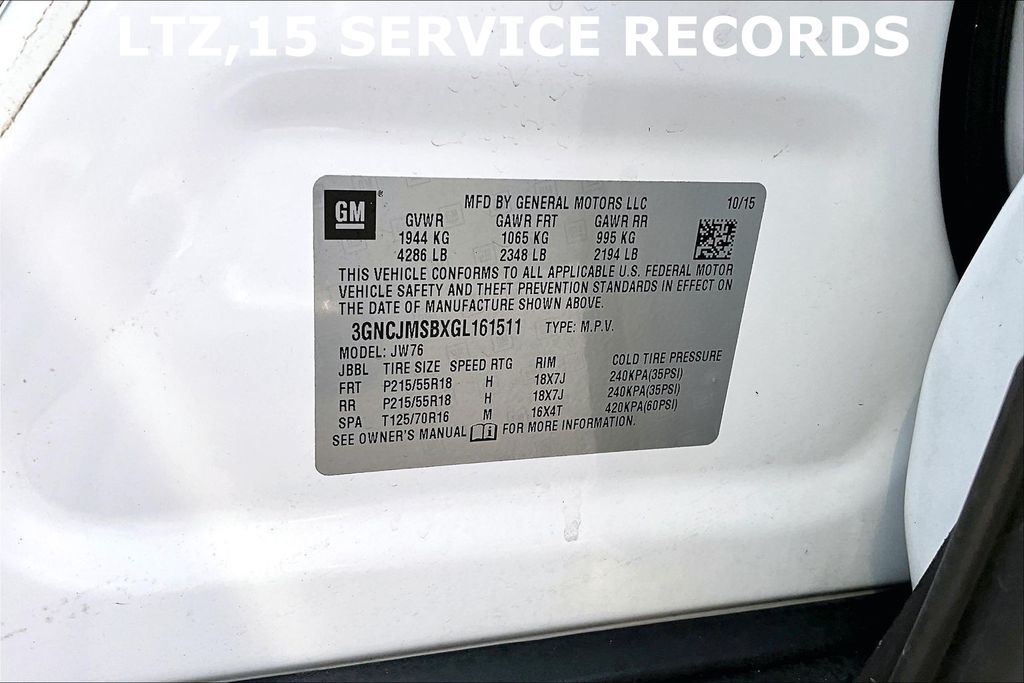 LTZ,15 SERVICE RECORDS
GM ® MFD BY GENERAL MOTORS LLC 10/15
GVWR GAWR FRT GAWR RR
1944 KG 1065 KG 995 KG
4286 LB 2348 LB 2194 LB
THIS VEHICLE CONFORMS TO ALL APPLICABLE U.S. FEDERAL MOTOR
VEHICLE SAFETY AND THEFT PREVENTION STANDARDS IN EFFECT ON
THE DATE OF MANUFACTURE SHOWN ABOVE.
3GNCJMSBXGL161511 TYPE: M.P.V.
MODEL: JW76
JBBL TIRE SIZE SPEED RTG RIM COLD TIRE PRESSURE
FRT P215/55R18 H 18X7J 240KPA(35PSI)
RR P215/55R18 H 18X7J 240KPA(35PSI)
SPA T125/70R16 M 16X4T 420KPA(60PSI)
SEE OWNER'S MANUAL FOR MORE INFORMATION.